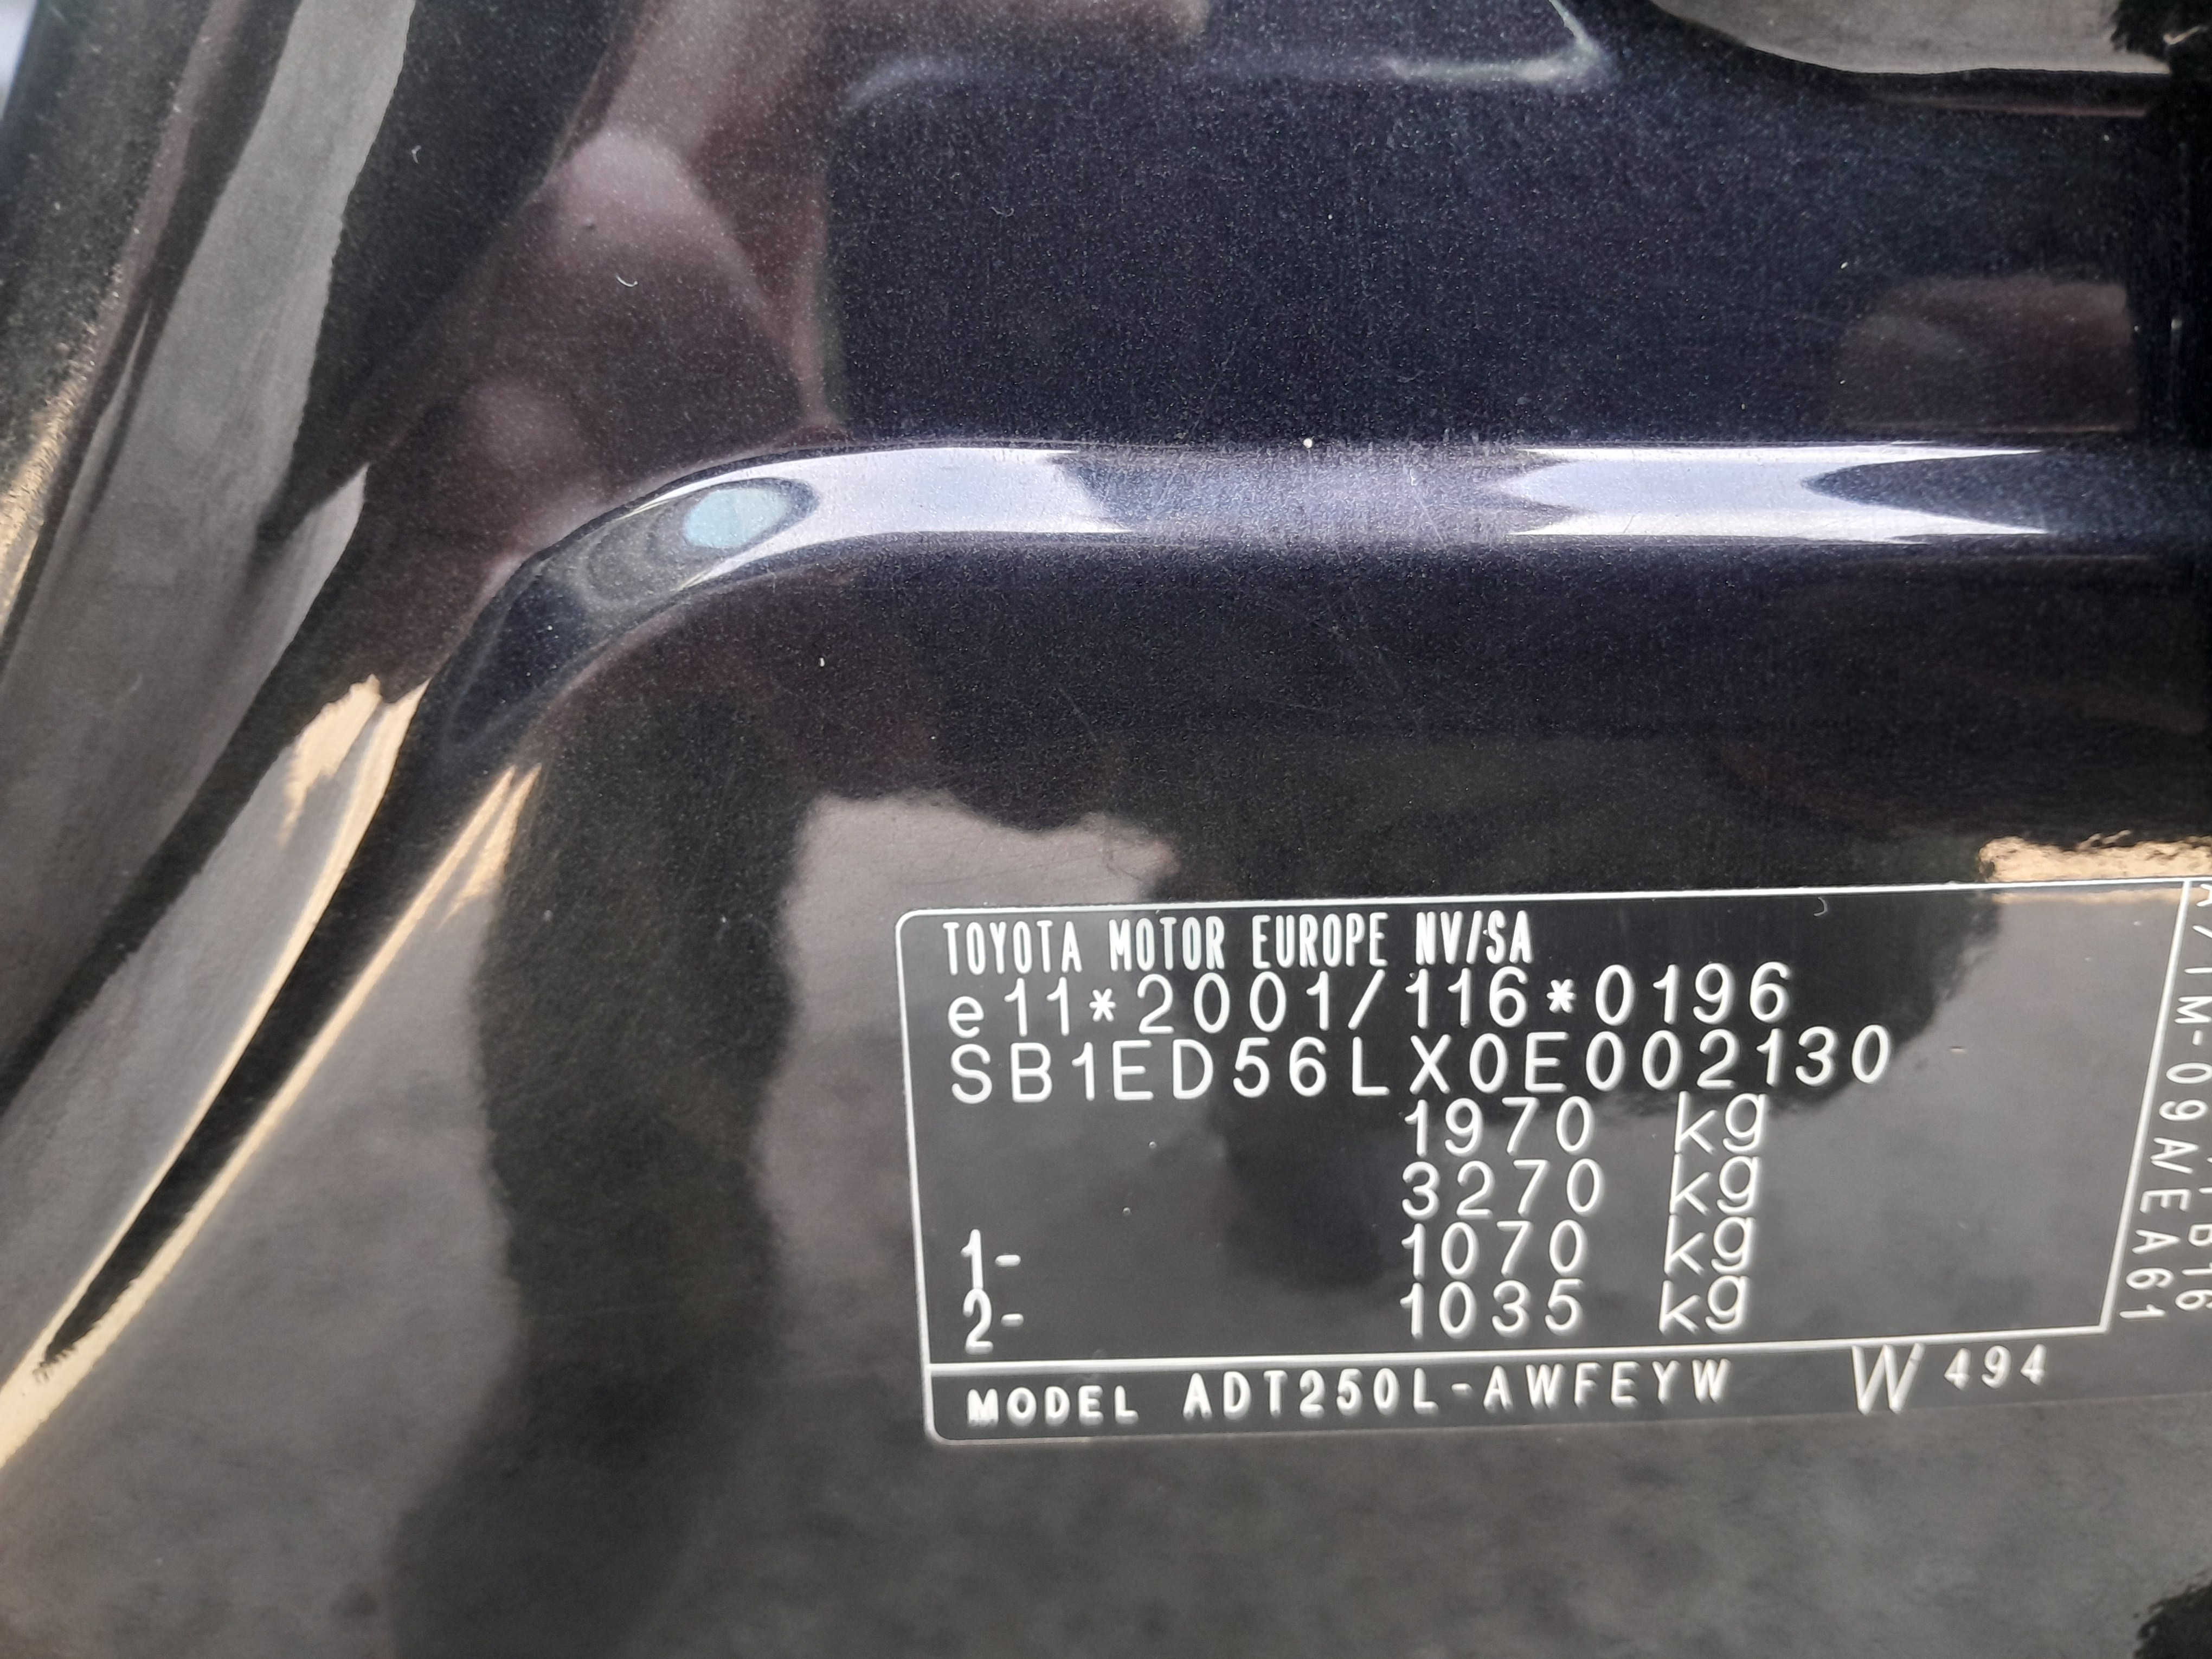 TOYOTA MOTOR EUROPE NV/SA
e11*2001/116*0196
SB1ED56LX0E002130
1970 kg
3270 kg
1- 1070 kg
2- 1035 kg
MODEL ADT250L-AWFEYW W494